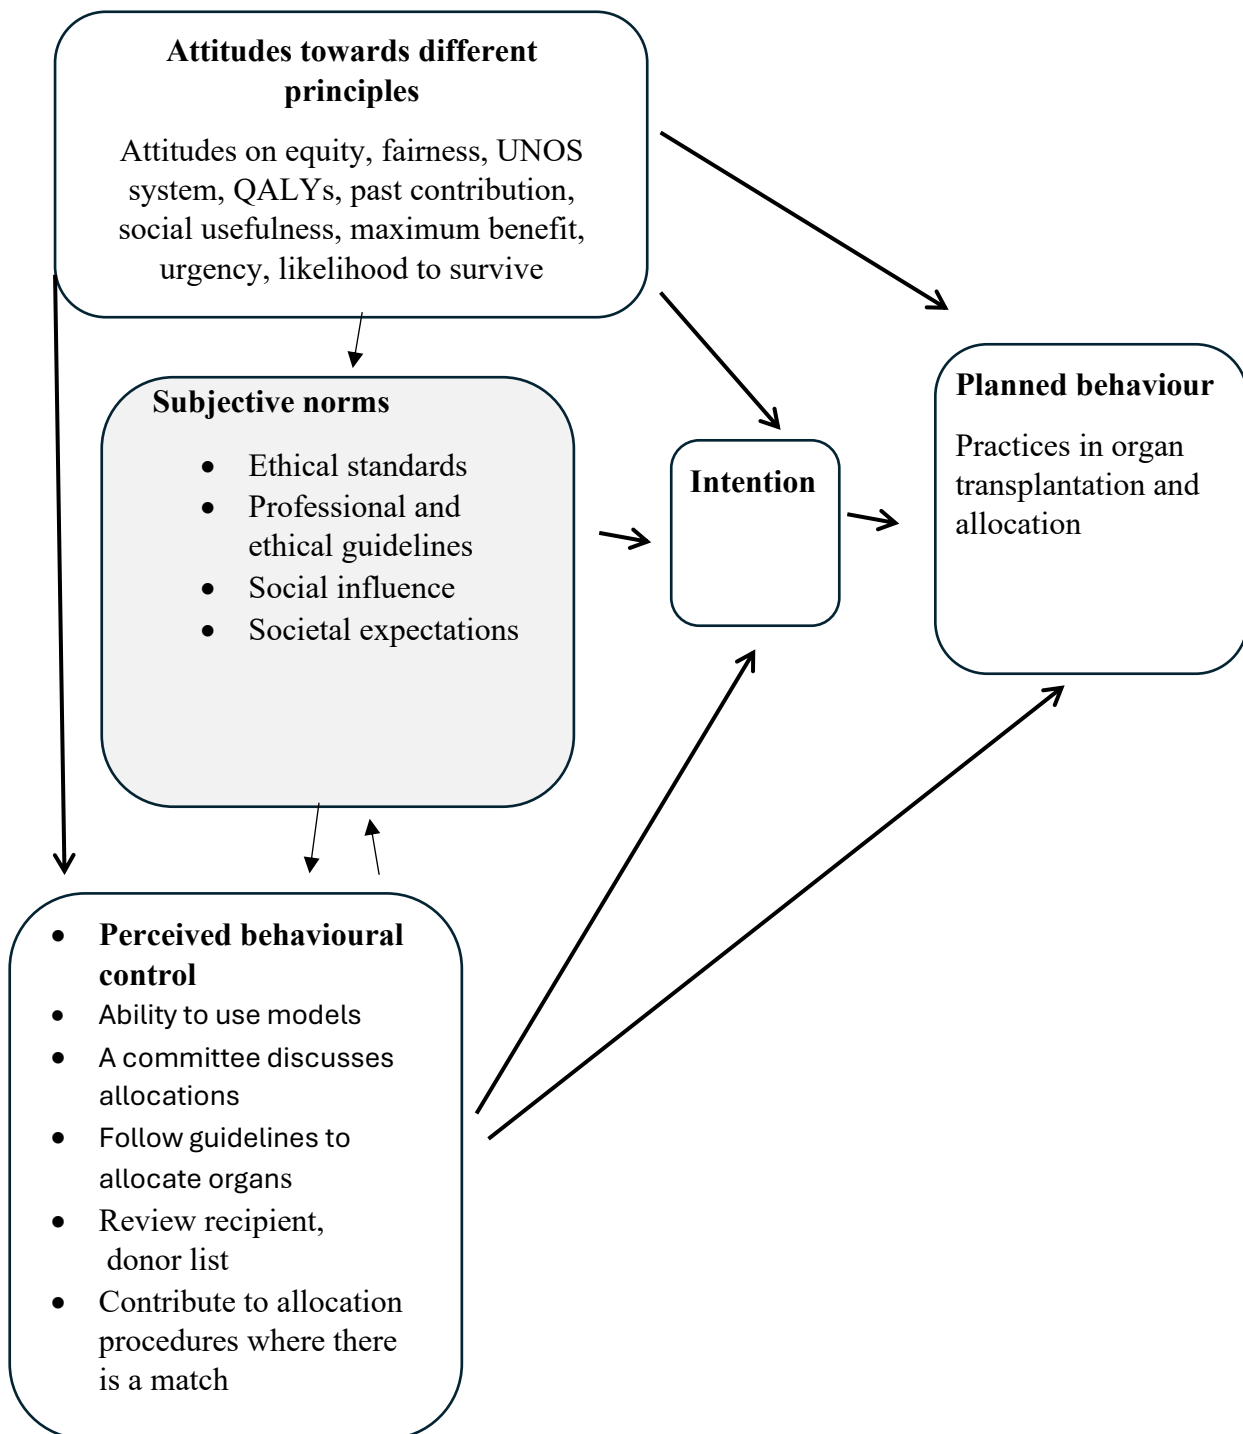 Attitudes towards different
principles
Attitudes on equity, fairness, UNOS
system, QALYs, past contribution,
social usefulness, maximum benefit,
urgency, likelihood to survive
Subjective norms
• Ethical standards
• Professional and
ethical guidelines
• Social influence
• Societal expectations
Intention
Planned behaviour
Practices in organ
transplantation and
allocation
• Perceived behavioural
control
• Ability to use models
• A committee discusses
allocations
• Follow guidelines to
allocate organs
• Review recipient,
donor list
• Contribute to allocation
procedures where there
is a match